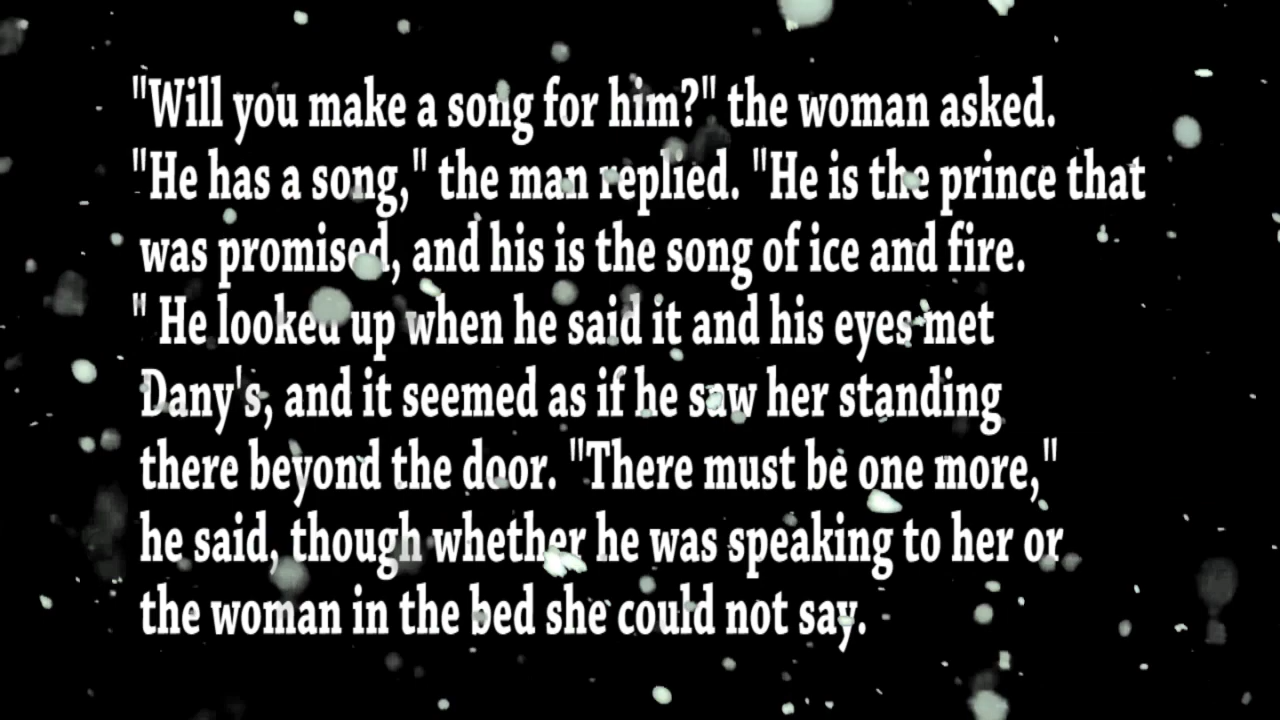 "Will you make a song for him?" the woman asked.
"He has a song," the man replied. "He is the prince that
was promised, and his is the song of ice and fire.
" He looked up when he said it and his eyes met
Dany's, and it seemed as if he saw her standing
there beyond the door. "There must be one more,"
he said, though whether he was speaking to her or
the woman in the bed she could not say.